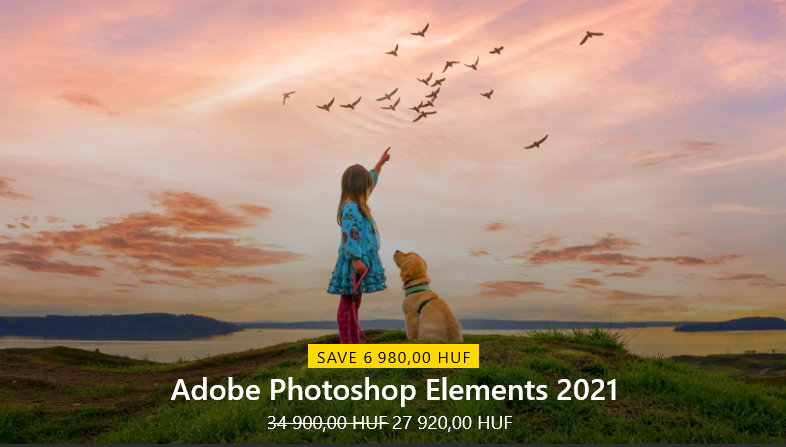 SAVE 6 980,00 HUF
Adobe Photoshop Elements 2021
34 900,00 HUF 27 920,00 HUF